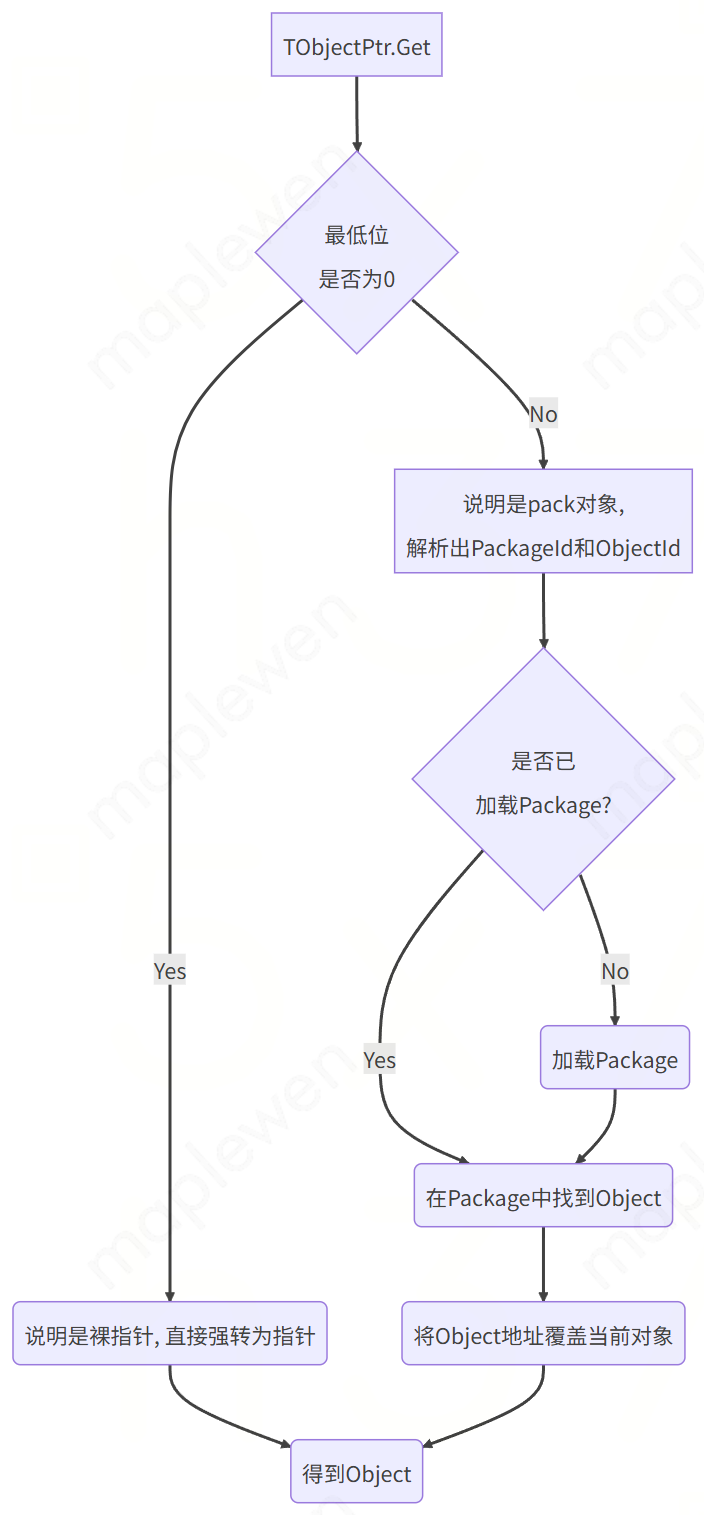 TObjectPtr.Get
最低位
是否为0
No
说明是pack对象,
解析出PackageId和ObjectId
是否已
加载Package?
Yes
No
Yes
加载Package
在Package中找到Object
说明是裸指针, 直接强转为指针
将Object地址覆盖当前对象
得到Object
maplewen
maplewen
maplewen